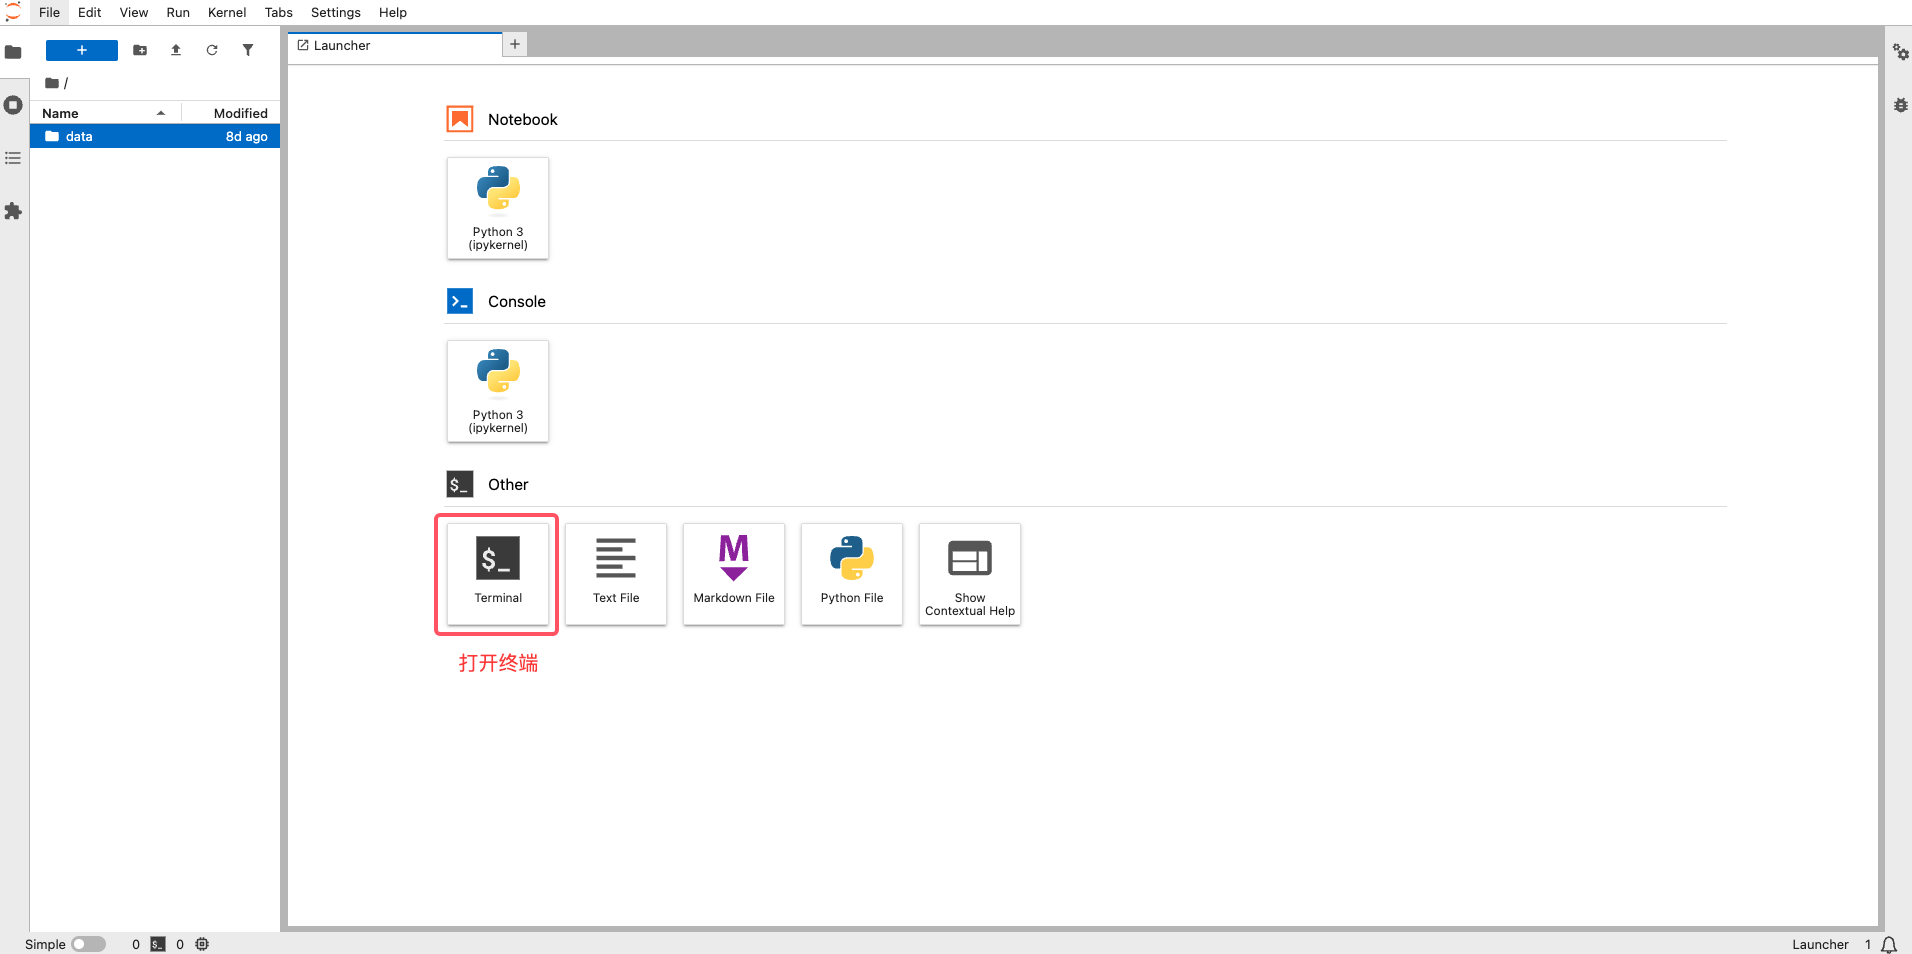 File Edit View Run Kernel Tabs Settings Help
+
Launcher
+
/
Name Modified
data 8d ago
Notebook
Python 3
(ipykernel)
>_ Console
Python 3
(ipykernel)
$_ Other
$_
Terminal
Text File
M
Markdown File
Python File
Show
Contextual Help
打开终端
Simple 0 $_ 0
Launcher 1